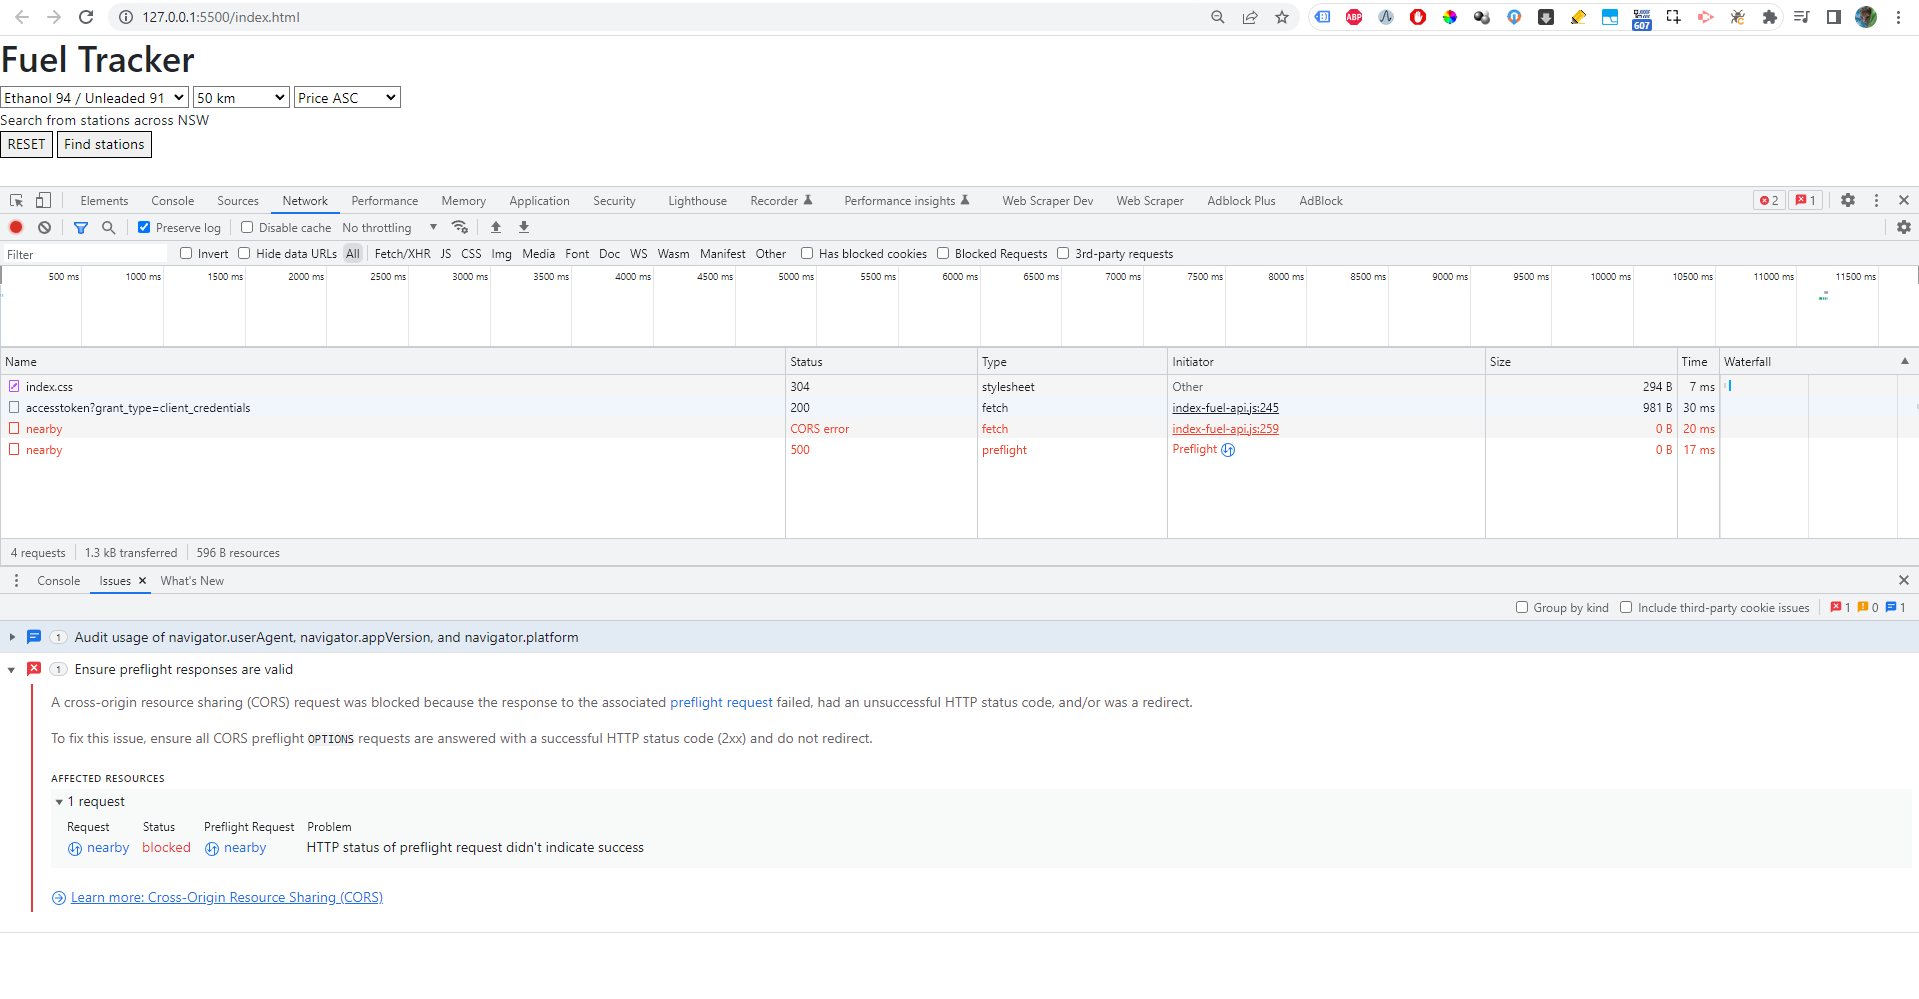 127.0.0.1:5500/index.html
ABP
607
Fuel Tracker
Ethanol 94 / Unleaded 91 50 km Price ASC
Search from stations across NSW
RESET Find stations
Elements Console Sources Network Performance Memory Application Security Lighthouse Recorder Performance insights Web Scraper Dev Web Scraper Adblock Plus AdBlock 2 1
Preserve log Disable cache No throttling
Filter Invert Hide data URLs All Fetch/XHR JS CSS Img Media Font Doc WS Wasm Manifest Other Has blocked cookies Blocked Requests 3rd-party requests
500 ms 1000 ms 1500 ms 2000 ms 2500 ms 3000 ms 3500 ms 4000 ms 4500 ms 5000 ms 5500 ms 6000 ms 6500 ms 7000 ms 7500 ms 8000 ms 8500 ms 9000 ms 9500 ms 10000 ms 10500 ms 11000 ms 11500 ms
Name Status Type Initiator Size Time Waterfall
index.css 304 stylesheet Other 294 B 7 ms
accesstoken?grant_type=client_credentials 200 fetch index-fuel-api.js:245 981 B 30 ms
nearby CORS error fetch index-fuel-api.js:259 0 B 20 ms
nearby 500 preflight Preflight 0 B 17 ms
4 requests 1.3 kB transferred 596 B resources
Console Issues What's New
Group by kind Include third-party cookie issues 1 0 1
1 Audit usage of navigator.userAgent, navigator.appVersion, and navigator.platform
1 Ensure preflight responses are valid
A cross-origin resource sharing (CORS) request was blocked because the response to the associated preflight request failed, had an unsuccessful HTTP status code, and/or was a redirect.
To fix this issue, ensure all CORS preflight OPTIONS requests are answered with a successful HTTP status code (2xx) and do not redirect.
AFFECTED RESOURCES
1 request
Request Status Preflight Request Problem
nearby blocked nearby HTTP status of preflight request didn't indicate success
Learn more: Cross-Origin Resource Sharing (CORS)